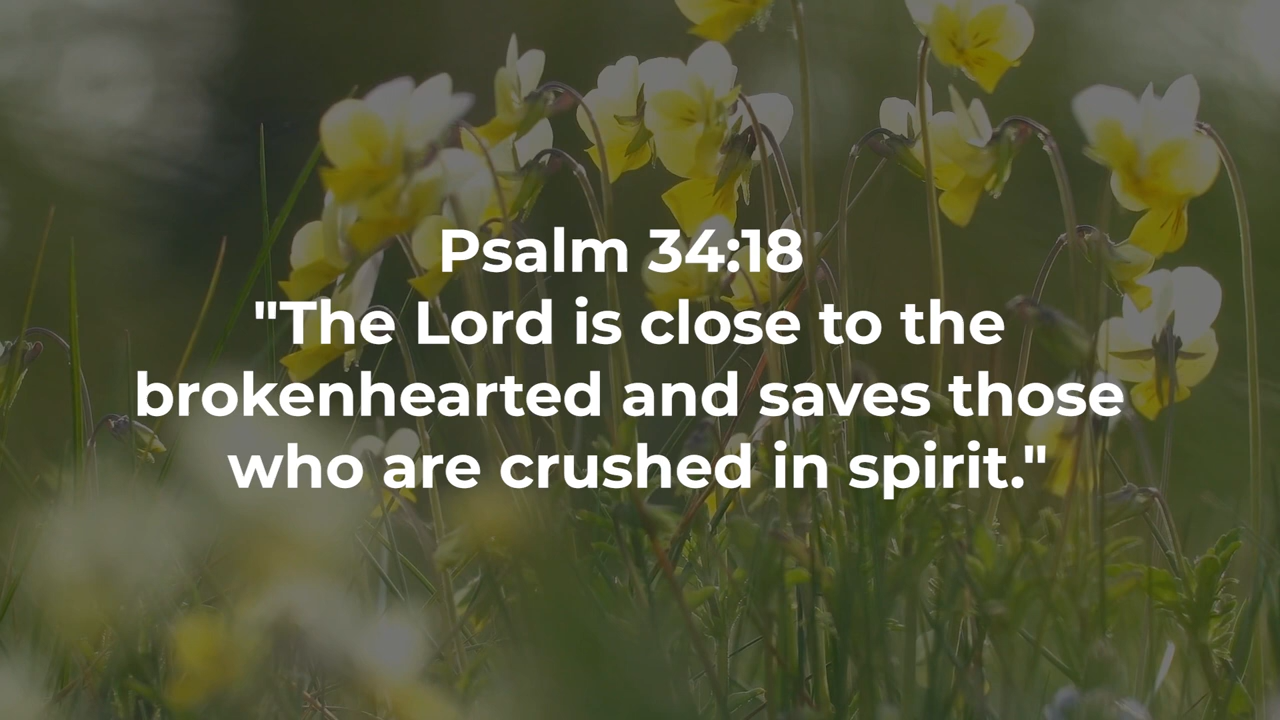 Psalm 34:18
"The Lord is close to the
brokenhearted and saves those
who are crushed in spirit."